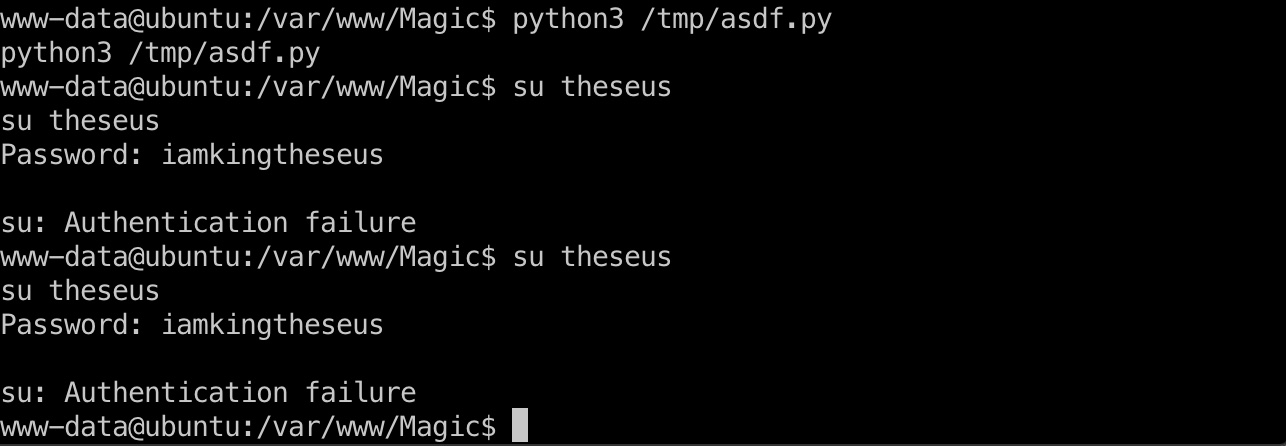 www-data@ubuntu:/var/www/Magic$ python3 /tmp/asdf.py
python3 /tmp/asdf.py
www-data@ubuntu:/var/www/Magic$ su theseus
su theseus
Password: iamkingtheseus
su: Authentication failure
www-data@ubuntu:/var/www/Magic$ su theseus
su theseus
Password: iamkingtheseus
su: Authentication failure
www-data@ubuntu:/var/www/Magic$